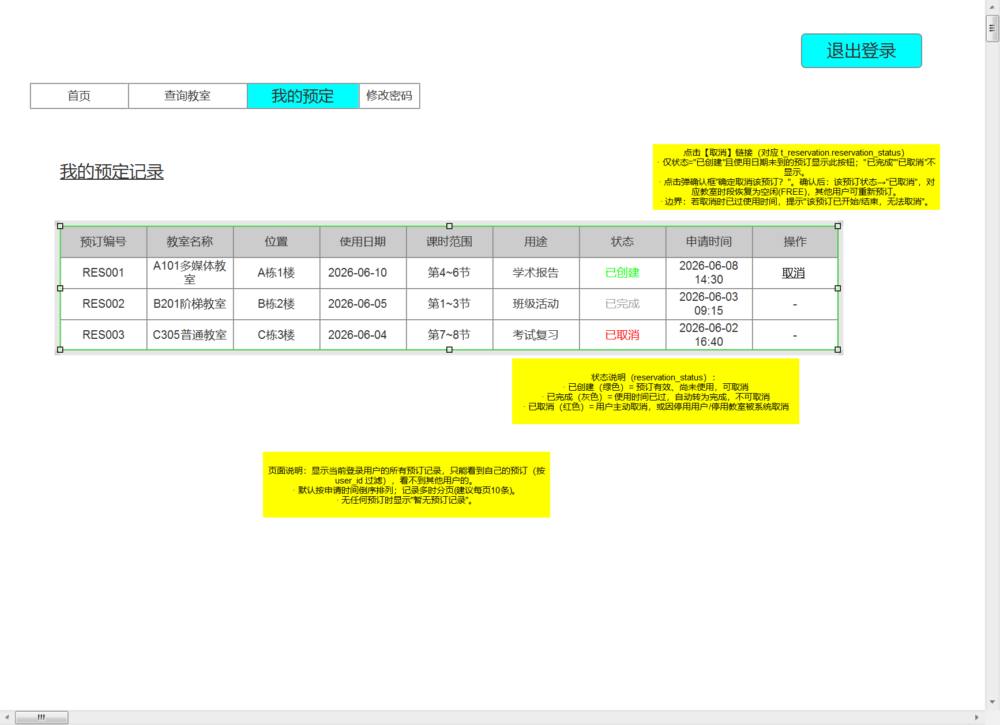 退出登录
首页 查询教室 我的预定 修改密码
我的预定记录
点击【取消】链接（对应 t_reservation.reservation_status）
· 仅状态="已创建"且使用日期未到的预订显示此按钮；"已完成""已取消"不
显示。
· 点击弹确认框"确定取消该预订？"。确认后：该预订状态→"已取消"，对
应教室时段恢复为空闲(FREE)，其他用户可重新预订。
· 边界：若取消时已过使用时间，提示"该预订已开始/结束，无法取消"。
预订编号 教室名称 位置 使用日期 课时范围 用途 状态 申请时间 操作
RES001 A101多媒体教室 A栋1楼 2026-06-10 第4~6节 学术报告 已创建 2026-06-08 14:30 取消
RES002 B201阶梯教室 B栋2楼 2026-06-05 第1~3节 班级活动 已完成 2026-06-03 09:15 -
RES003 C305普通教室 C栋3楼 2026-06-04 第7~8节 考试复习 已取消 2026-06-02 16:40 -
状态说明（reservation_status）：
· 已创建（绿色）= 预订有效、尚未使用，可取消
· 已完成（灰色）= 使用时间已过，自动转为完成，不可取消
· 已取消（红色）= 用户主动取消，或因停用用户/停用教室被系统取消
页面说明：显示当前登录用户的所有预订记录，只能看到自己的预订（按
user_id 过滤），看不到其他用户的。
· 默认按申请时间倒序排列；记录多时分页(建议每页10条)。
· 无任何预订时显示"暂无预订记录"。